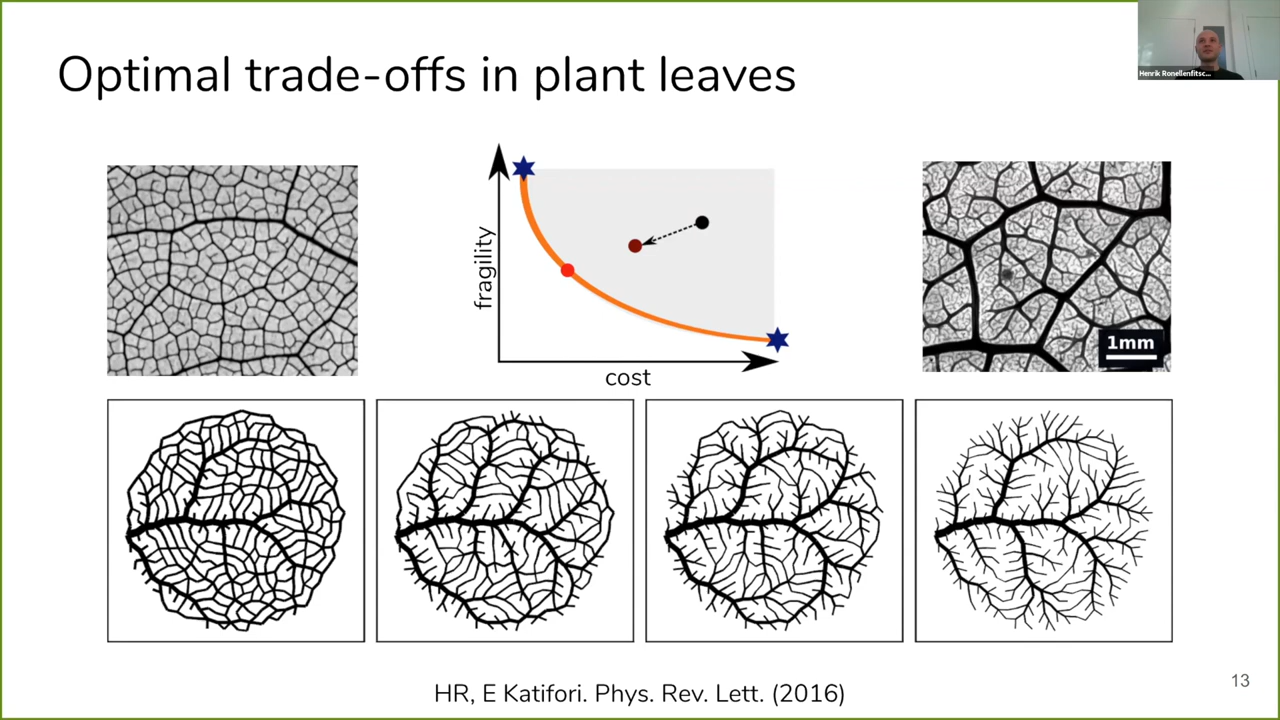 Optimal trade-offs in plant leaves
Henrik Ronellenfitsc...
fragility
cost
1mm
HR, E Katifori. Phys. Rev. Lett. (2016)
13